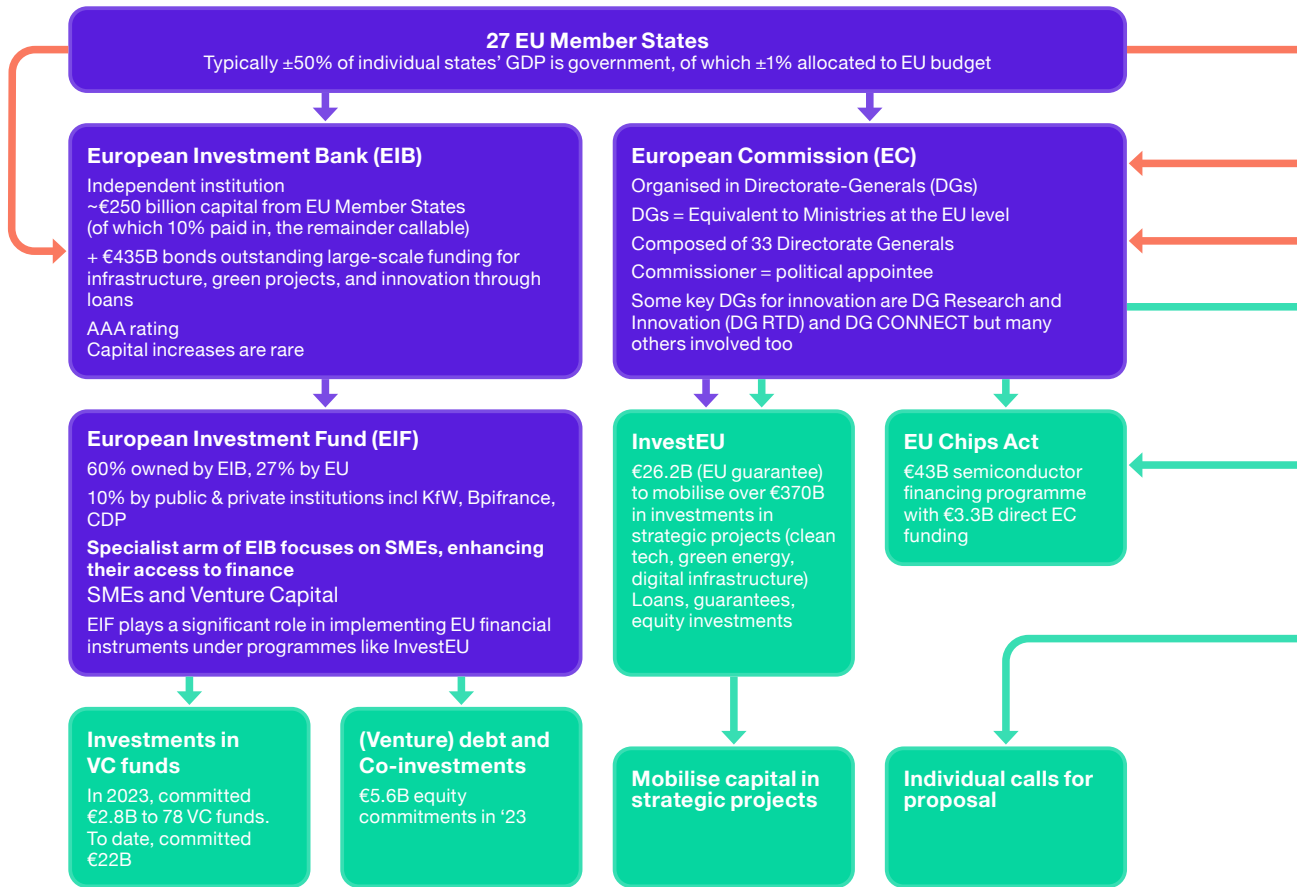 27 EU Member States
Typically ±50% of individual states’ GDP is government, of which ±1% allocated to EU budget
European Investment Bank (EIB)
Independent institution
~€250 billion capital from EU Member States
(of which 10% paid in, the remainder callable)
+ €435B bonds outstanding large-scale funding for
infrastructure, green projects, and innovation through
loans
AAA rating
Capital increases are rare
European Commission (EC)
Organised in Directorate-Generals (DGs)
DGs = Equivalent to Ministries at the EU level
Composed of 33 Directorate Generals
Commissioner = political appointee
Some key DGs for innovation are DG Research and
Innovation (DG RTD) and DG CONNECT but many
others involved too
European Investment Fund (EIF)
60% owned by EIB, 27% by EU
10% by public & private institutions incl KfW, Bpifrance,
CDP
Specialist arm of EIB focuses on SMEs, enhancing
their access to finance
SMEs and Venture Capital
EIF plays a significant role in implementing EU financial
instruments under programmes like InvestEU
InvestEU
€26.2B (EU guarantee)
to mobilise over €370B
in investments in
strategic projects (clean
tech, green energy,
digital infrastructure)
Loans, guarantees,
equity investments
EU Chips Act
€43B semiconductor
financing programme
with €3.3B direct EC
funding
Investments in
VC funds
In 2023, committed
€2.8B to 78 VC funds.
To date, committed
€22B
(Venture) debt and
Co-investments
€5.6B equity
commitments in ‘23
Mobilise capital in
strategic projects
Individual calls for
proposal